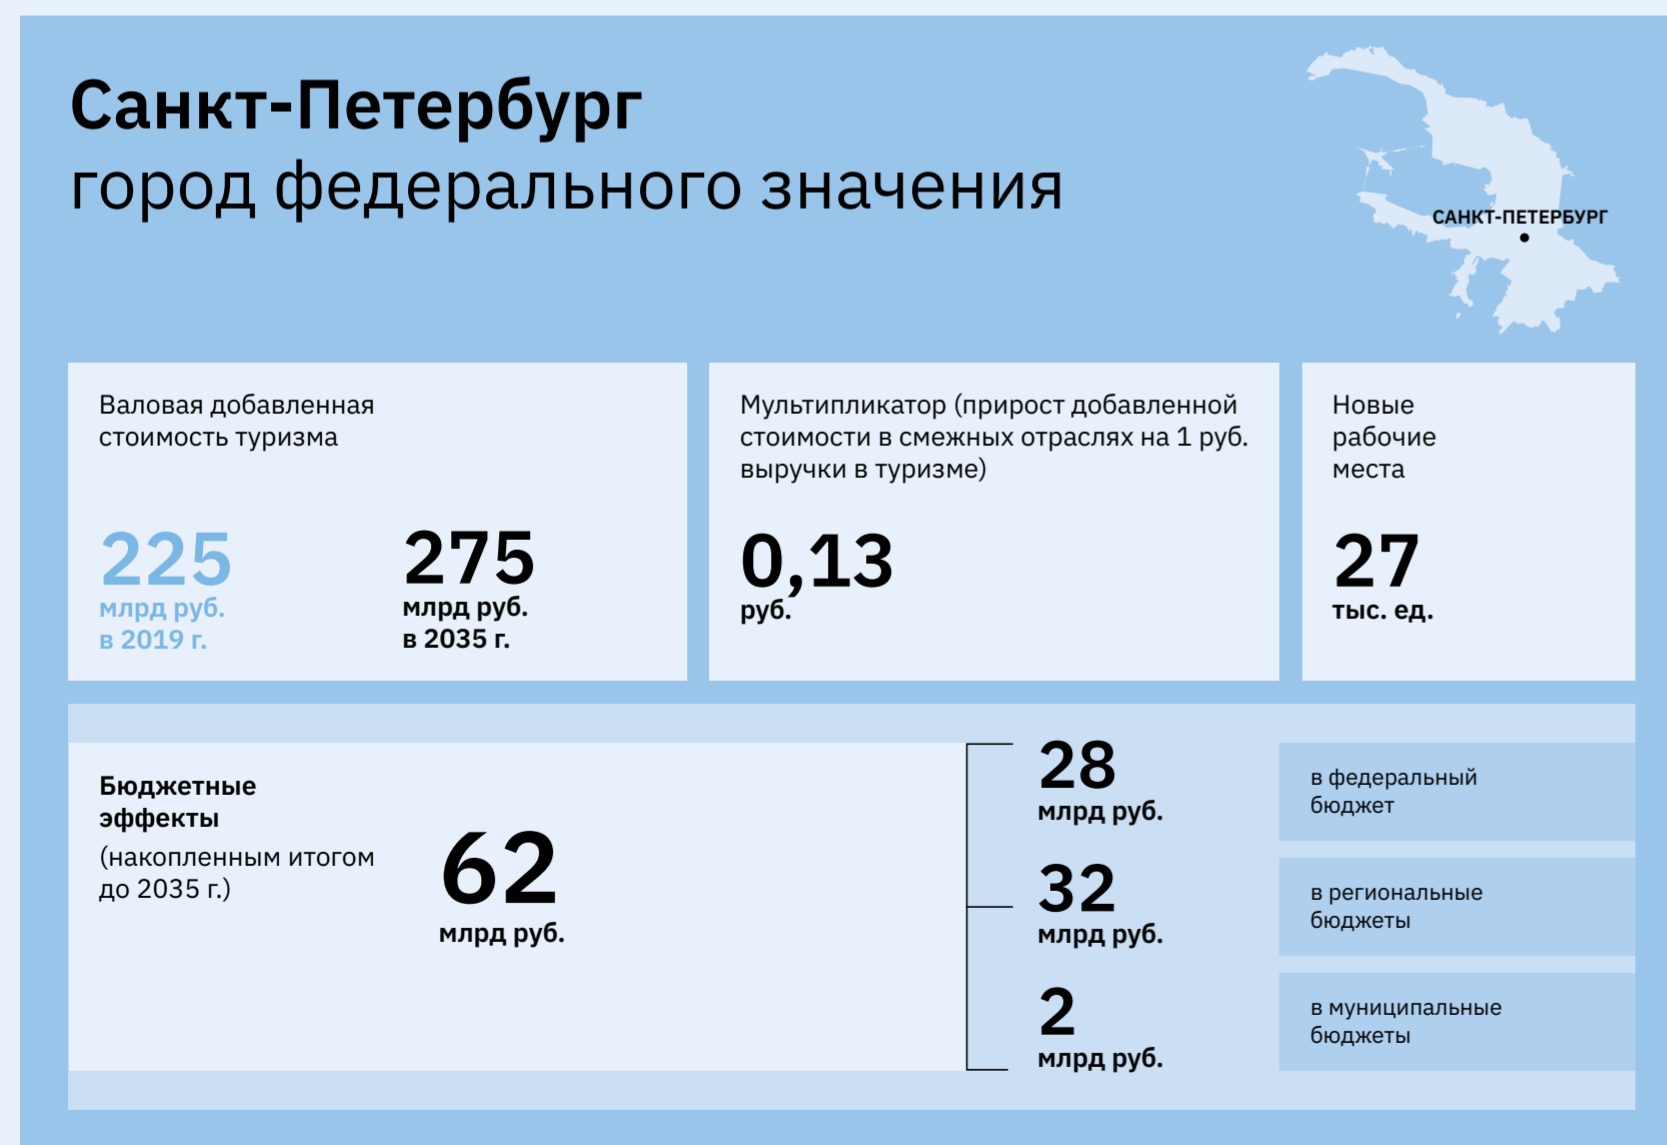 Санкт-Петербург
город федерального значения
САНКТ-ПЕТЕРБУРГ
Валовая добавленная
стоимость туризма
225
млрд руб.
в 2019 г.
275
млрд руб.
в 2035 г.
Мультипликатор (прирост добавленной
стоимости в смежных отраслях на 1 руб.
выручки в туризме)
0,13
руб.
Новые
рабочие
места
27
тыс. ед.
Бюджетные
эффекты
(накопленным итогом
до 2035 г.)
62
млрд руб.
28
млрд руб.
в федеральный
бюджет
32
млрд руб.
в региональные
бюджеты
2
млрд руб.
в муниципальные
бюджеты